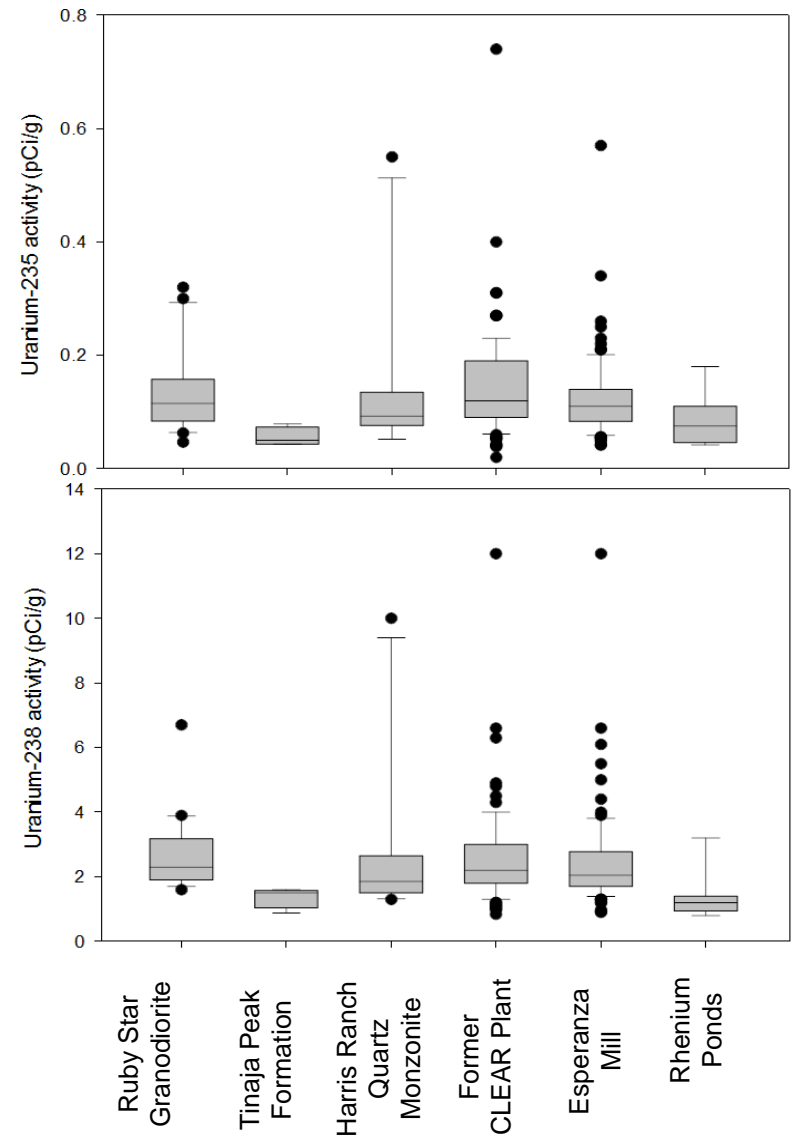 0.8
0.6
0.4
0.2
0.0
Uranium-235 activity (pCi/g)
14
12
10
8
6
4
2
0
Uranium-238 activity (pCi/g)
Ruby Star
Granodiorite
Tinaja Peak
Formation
Harris Ranch
Quartz
Monzonite
Former
CLEAR Plant
Esperanza
Mill
Rhenium
Ponds